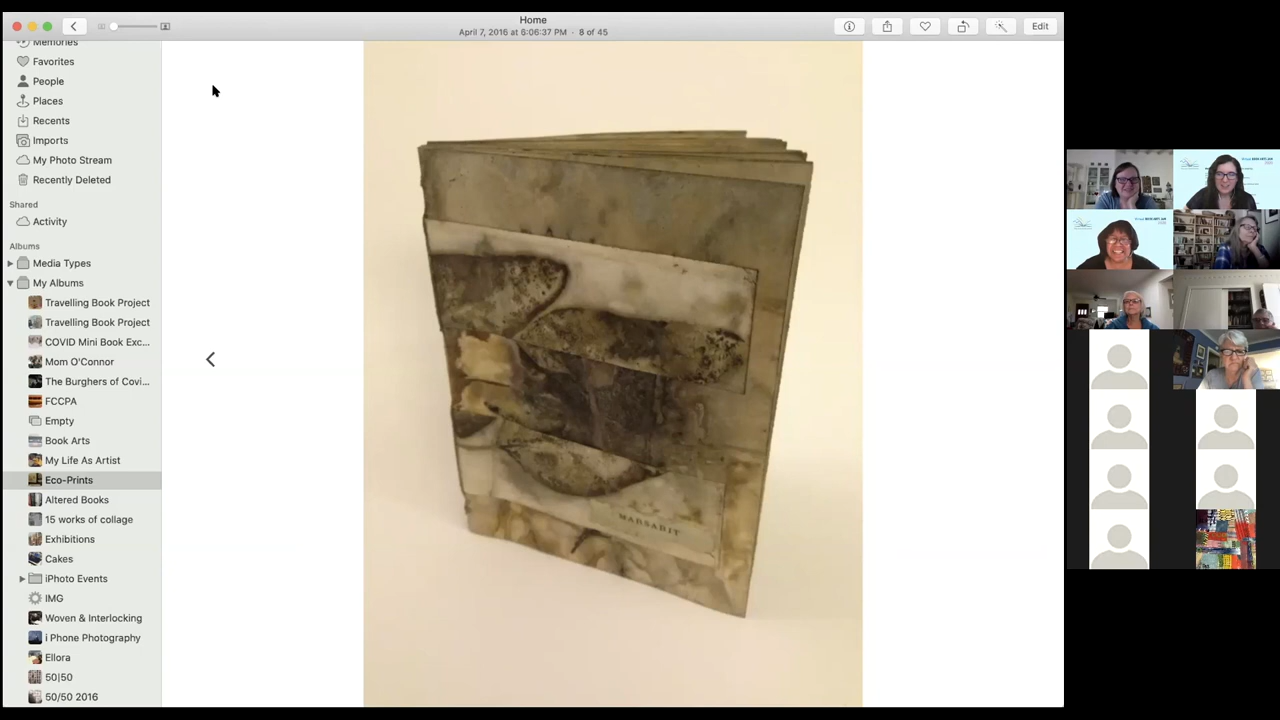 Home
April 7, 2016 at 6:06:37 PM · 8 of 45
Edit
Memories
Favorites
People
Places
Recents
Imports
My Photo Stream
Recently Deleted
Shared
Activity
Albums
Media Types
My Albums
Travelling Book Project
Travelling Book Project
COVID Mini Book Exc...
Mom O'Connor
The Burghers of Covi...
FCCPA
Empty
Book Arts
My Life As Artist
Eco-Prints
Altered Books
15 works of collage
Exhibitions
Cakes
iPhoto Events
IMG
Woven & Interlocking
i Phone Photography
Ellora
50|50
50/50 2016
MARSABIT